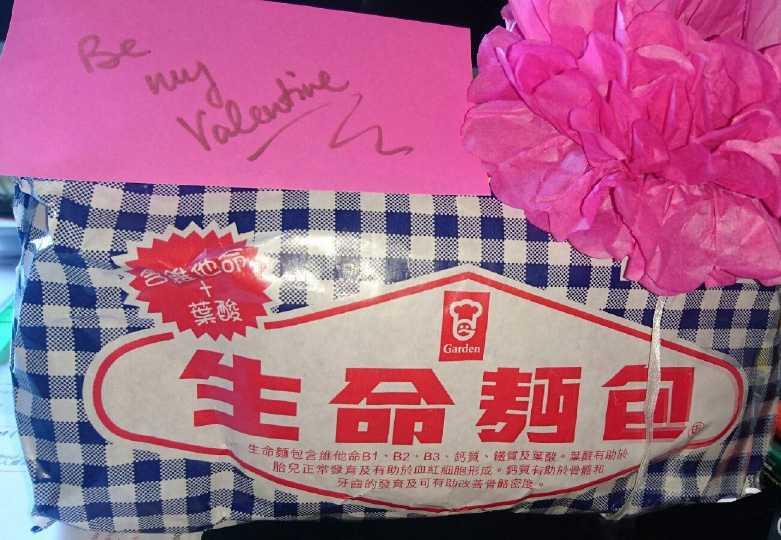 Be
my
Valentine
含維他命
+
葉酸
Garden
生命麵包
®
生命麵包含維他命B1、B2、B3、鈣質、鐵質及葉酸。葉酸有助於
胎兒正常發育及有助於血紅細胞形成。鈣質有助於骨骼和
牙齒的發育及可有助改善骨骼密度。